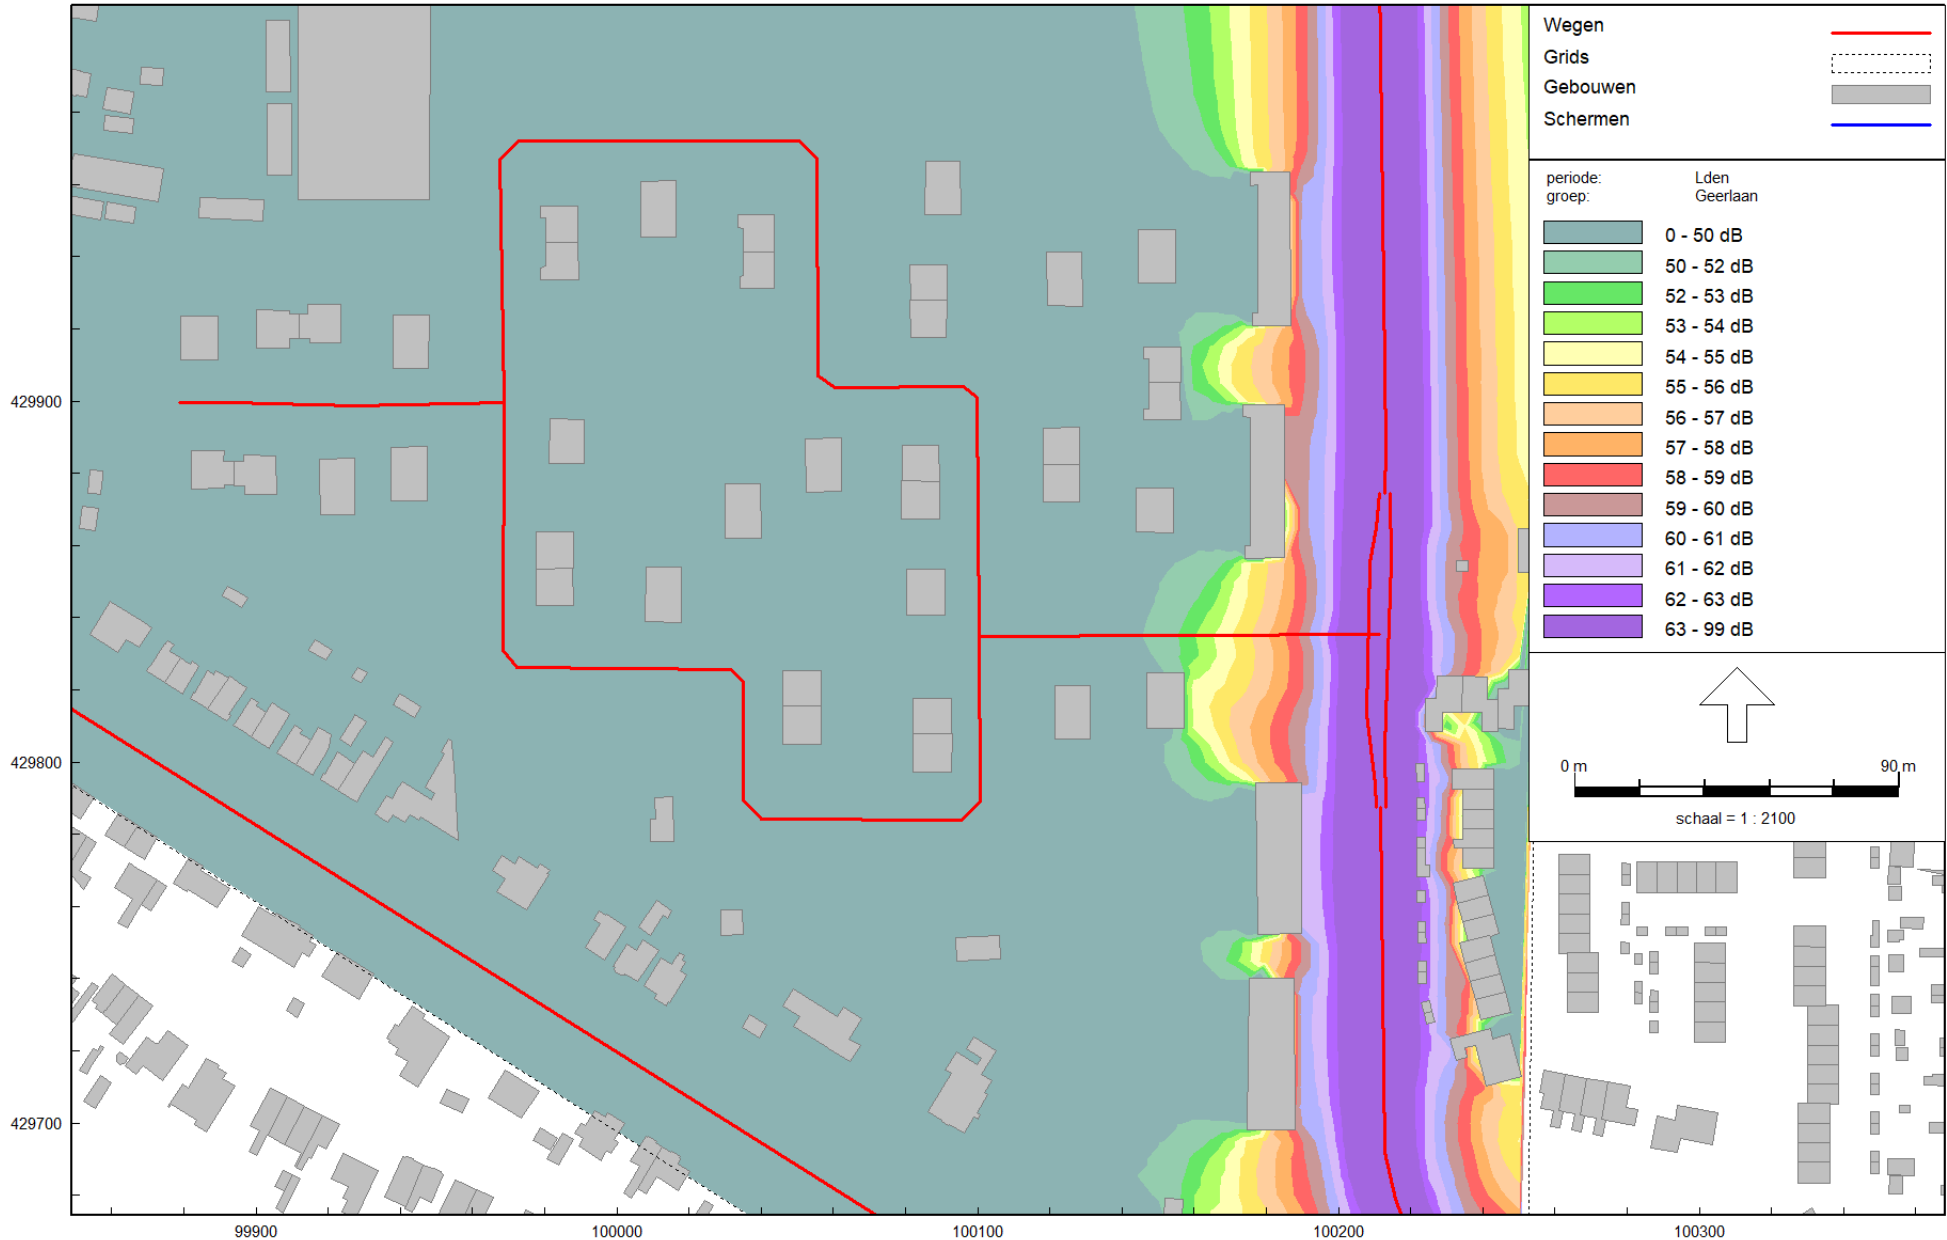 Wegen
Grids
Gebouwen
Schermen
periode: Lden
groep: Geerlaan
0 - 50 dB
50 - 52 dB
52 - 53 dB
53 - 54 dB
54 - 55 dB
55 - 56 dB
56 - 57 dB
57 - 58 dB
58 - 59 dB
59 - 60 dB
60 - 61 dB
61 - 62 dB
62 - 63 dB
63 - 99 dB
0 m 90 m
schaal = 1 : 2100
429900
429800
429700
99900 100000 100100 100200 100300